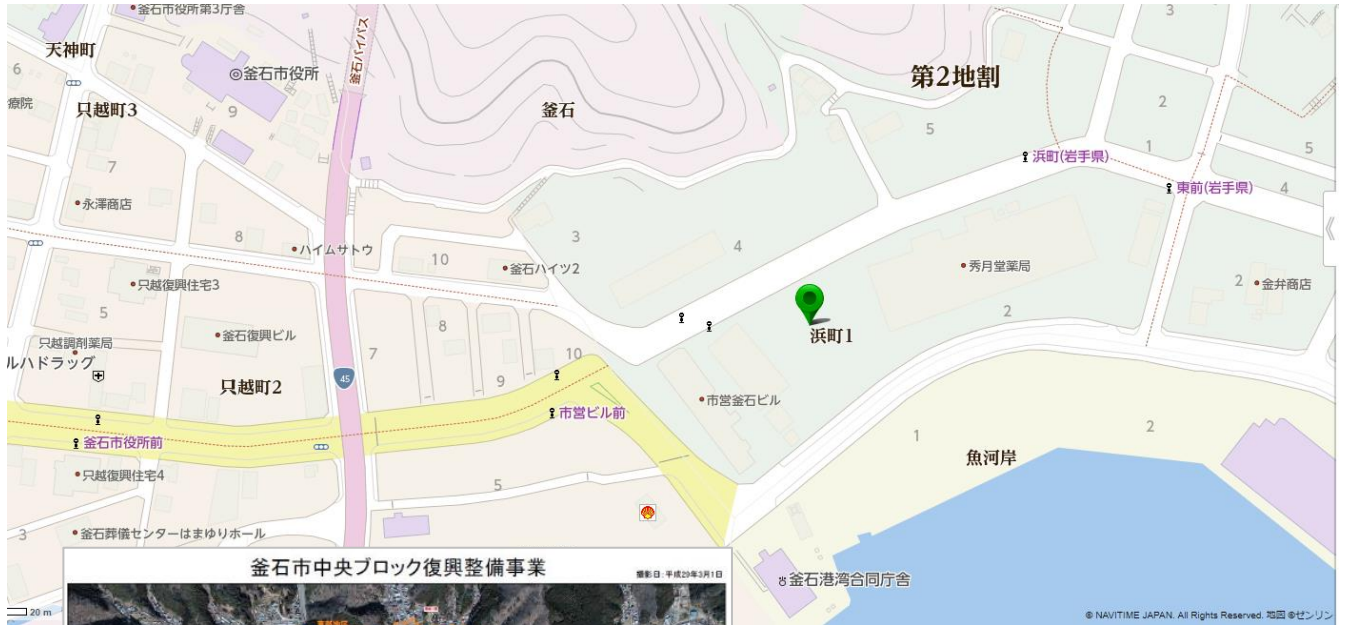 釜石市役所第3庁舎
釜石バイパス
3
天神町
第2地割
6
◎釜石市役所
療院
只越町3
9
釜石
2
5
浜町(岩手県)
1
5
7
東前(岩手県)
4
永澤商店
8
ハイムサトウ
10
釜石ハイツ2
3
4
秀月堂薬局
只越復興住宅3
2
金弁商店
5
釜石復興ビル
8
2
浜町1
只越調剤薬局
7
10
ルハドラッグ
只越町2
45
9
市営釜石ビル
市営ビル前
釜石市役所前
1
2
魚河岸
只越復興住宅4
5
3
釜石葬儀センターはまゆりホール
釜石市中央ブロック復興整備事業
撮影日:平成29年3月1日
釜石港湾合同庁舎
20 m
© NAVITIME JAPAN. All Rights Reserved. 地図 ©ゼンリン